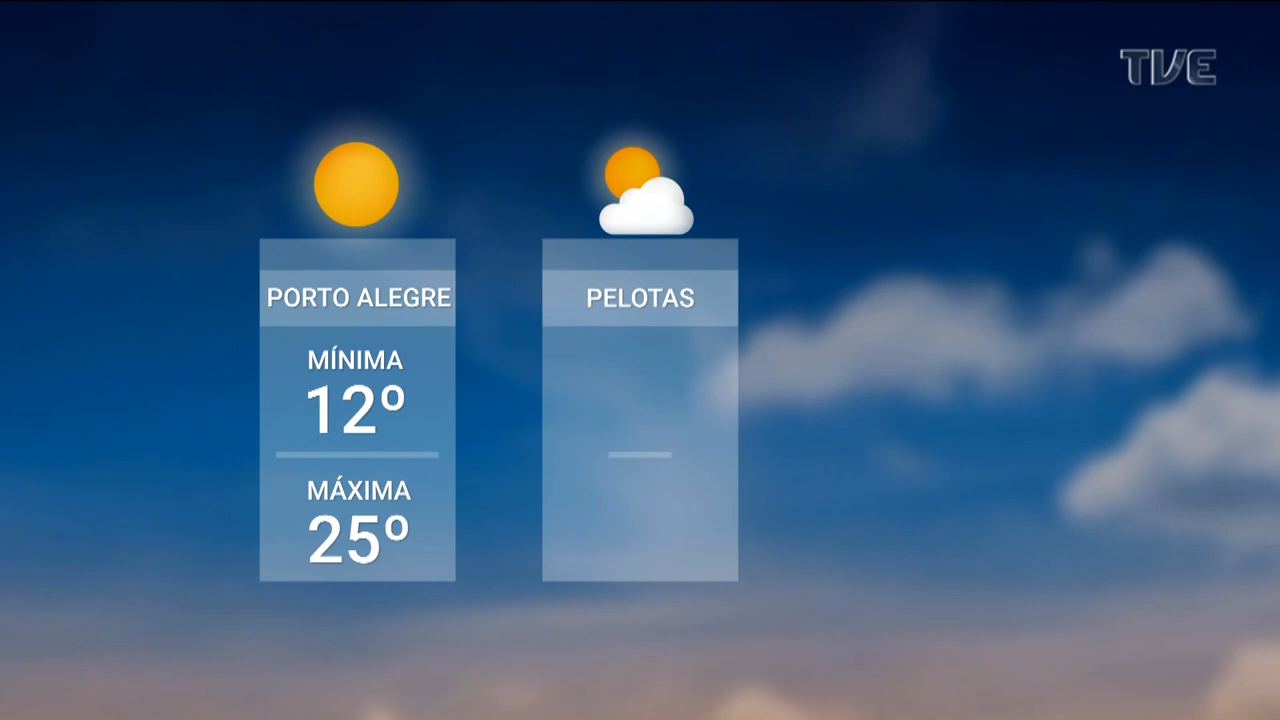 TVE
PORTO ALEGRE
MÍNIMA
12º
MÁXIMA
25º
PELOTAS